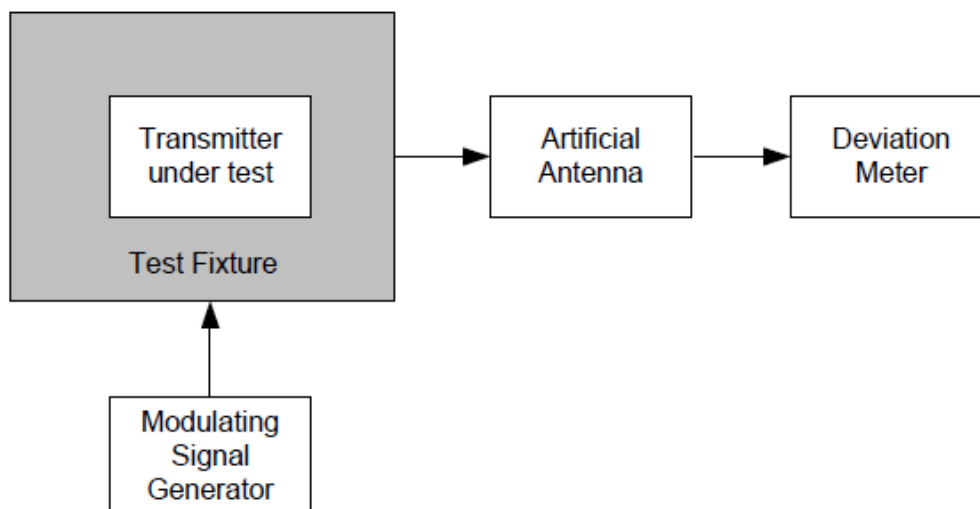 Transmitter
under test
Test Fixture
Artificial
Antenna
Deviation
Meter
Modulating
Signal
Generator